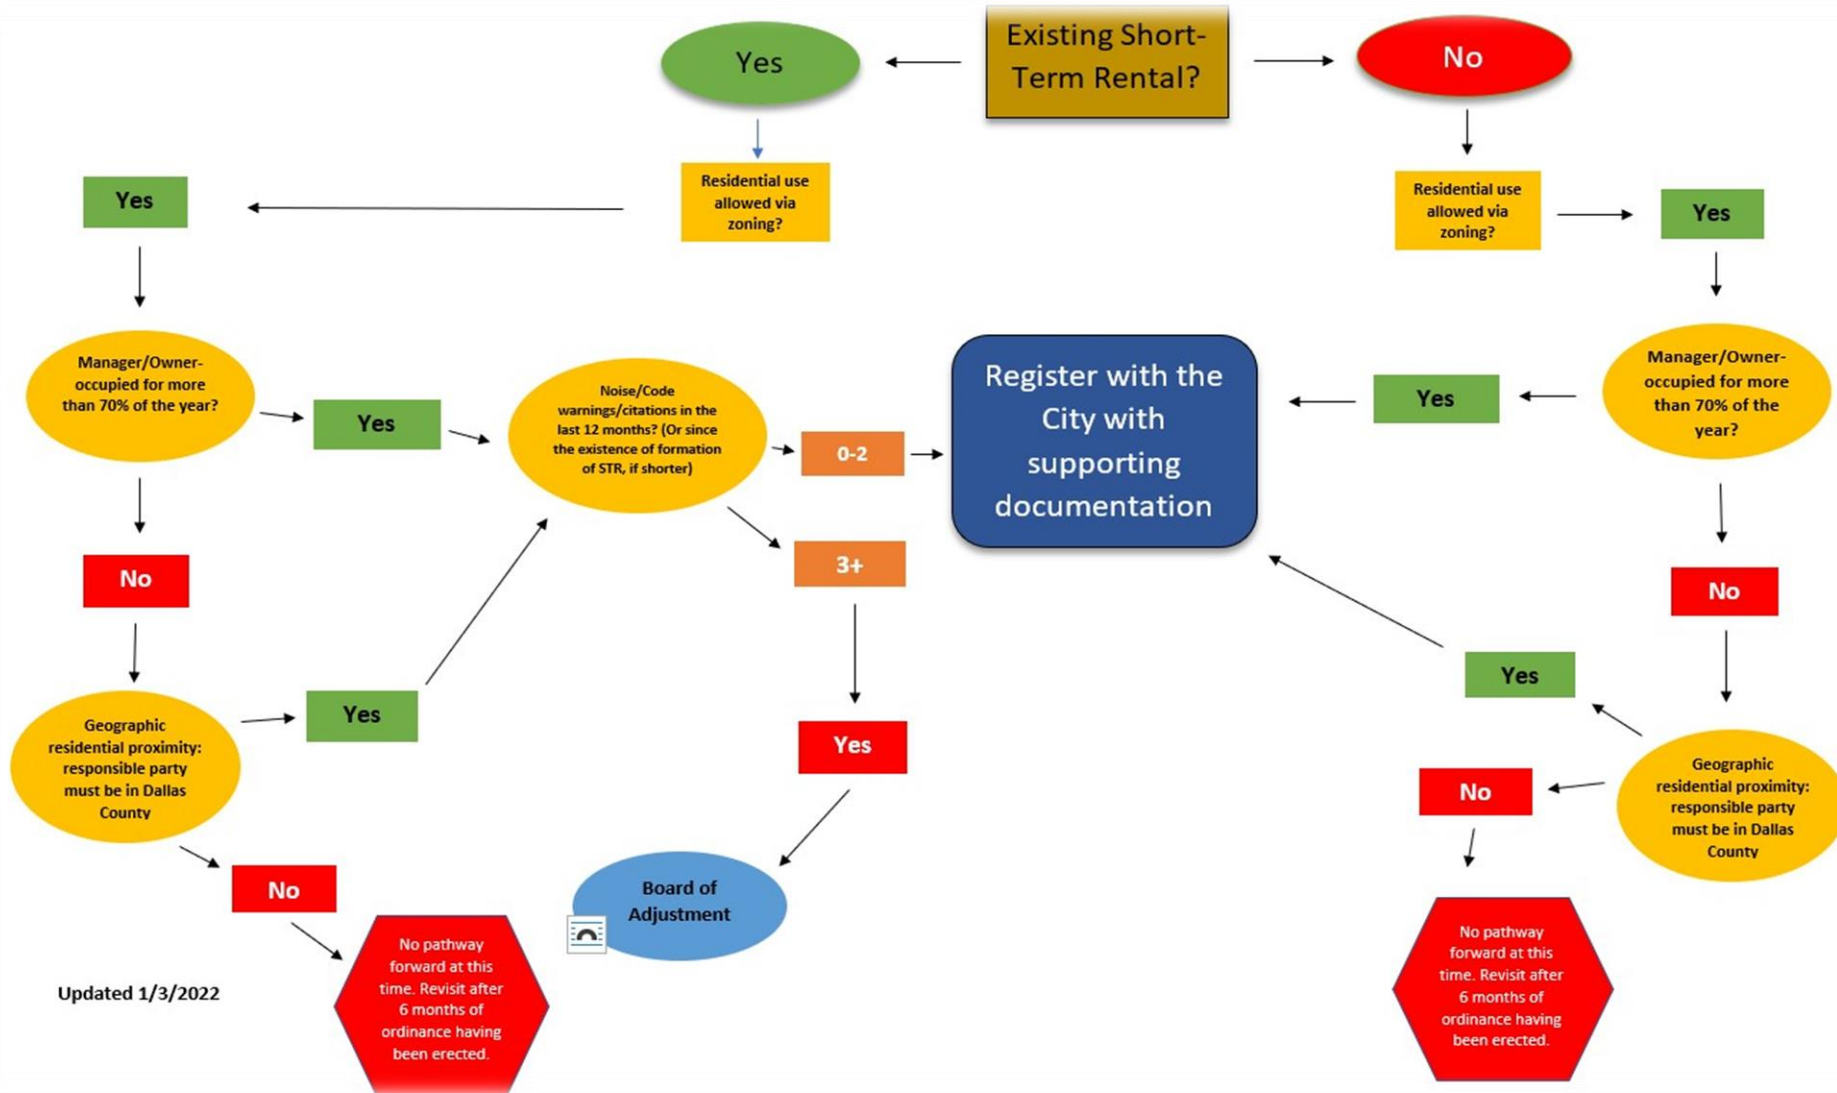 Existing Short-
Term Rental?
Yes
No
Residential use
allowed via
zoning?
Yes
Residential use
allowed via
zoning?
Yes
Manager/Owner-
occupied for more
than 70% of the year?
Yes
Noise/Code
warnings/citations in the
last 12 months? (Or since
the existence of formation
of STR, if shorter)
0-2
3+
Register with the
City with
supporting
documentation
Yes
Manager/Owner-
occupied for more
than 70% of the
year?
No
No
Yes
Geographic
residential proximity:
responsible party
must be in Dallas
County
Yes
Yes
No
Geographic
residential proximity:
responsible party
must be in Dallas
County
No
Board of
Adjustment
No pathway
forward at this
time. Revisit after
6 months of
ordinance having
been erected.
No pathway
forward at this
time. Revisit after
6 months of
ordinance having
been erected.
Updated 1/3/2022